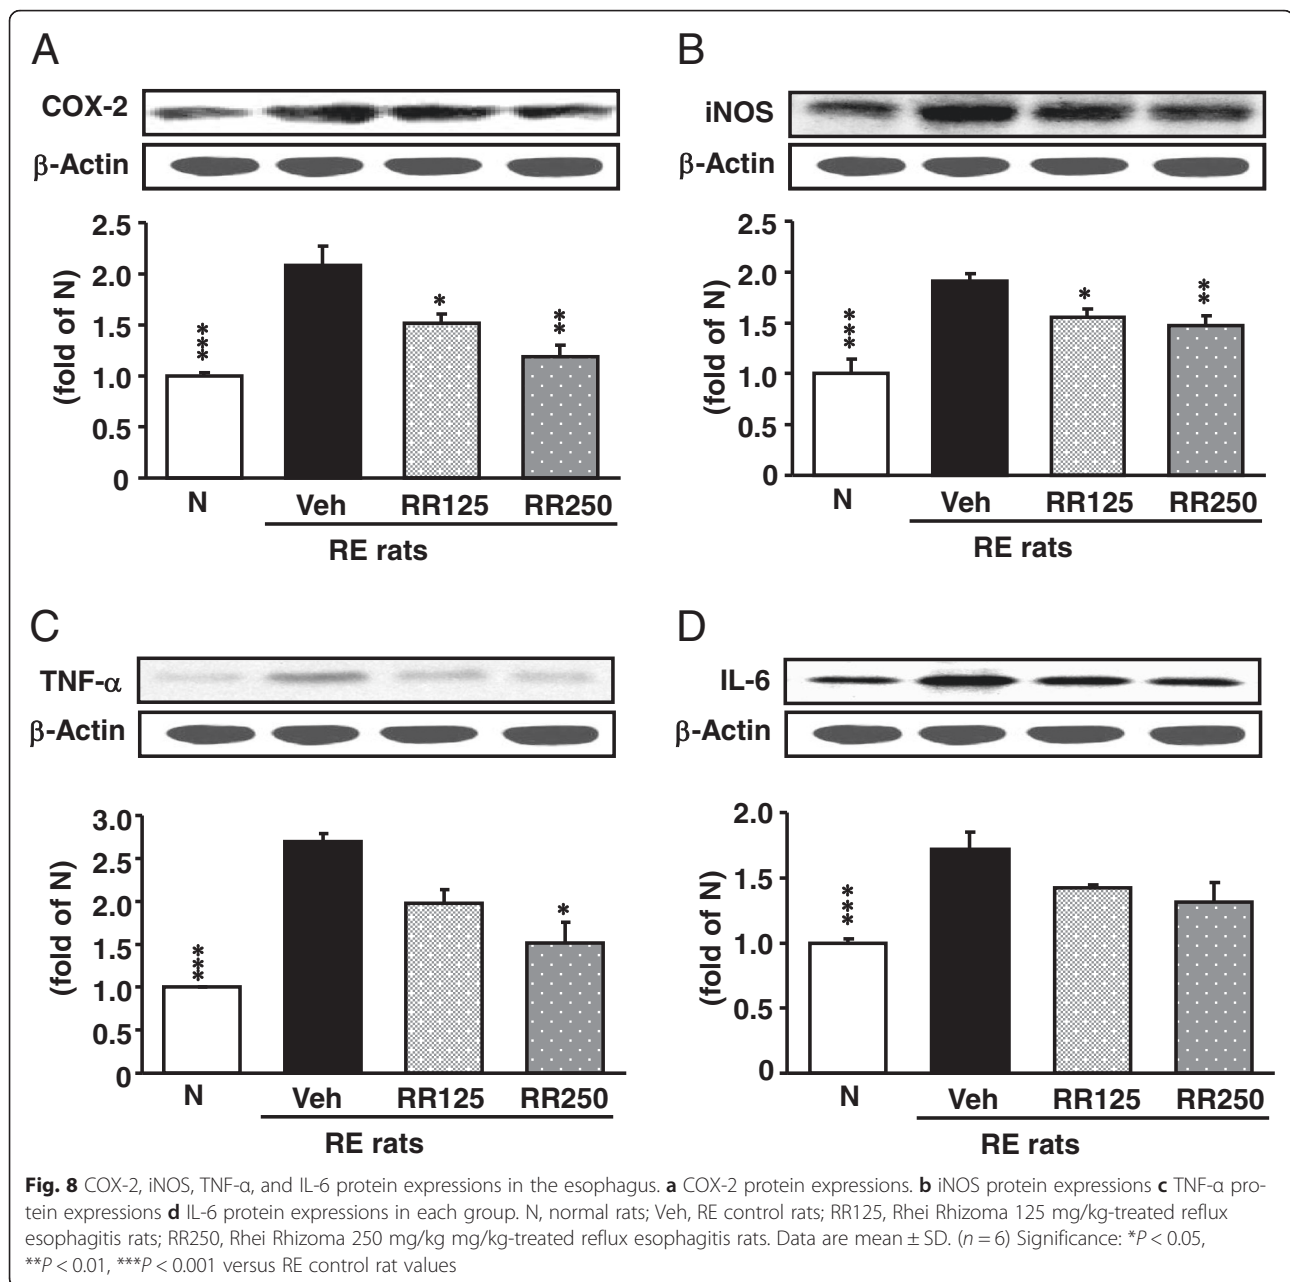 A
COX-2
β-Actin
2.5
2.0
1.5
1.0
0.5
0
(fold of N)
***
*
**
N
Veh
RR125
RR250
RE rats
B
iNOS
β-Actin
2.5
2.0
1.5
1.0
0.5
0
(fold of N)
***
*
**
N
Veh
RR125
RR250
RE rats
C
TNF-α
β-Actin
3.0
2.5
2.0
1.5
1.0
0.5
0
(fold of N)
***
*
N
Veh
RR125
RR250
RE rats
D
IL-6
β-Actin
2.0
1.5
1.0
0.5
0
(fold of N)
***
N
Veh
RR125
RR250
RE rats
Fig. 8 COX-2, iNOS, TNF-α, and IL-6 protein expressions in the esophagus. a COX-2 protein expressions. b iNOS protein expressions c TNF-α pro-
tein expressions d IL-6 protein expressions in each group. N, normal rats; Veh, RE control rats; RR125, Rhei Rhizoma 125 mg/kg-treated reflux
esophagitis rats; RR250, Rhei Rhizoma 250 mg/kg mg/kg-treated reflux esophagitis rats. Data are mean ± SD. (n = 6) Significance: *P < 0.05,
**P < 0.01, ***P < 0.001 versus RE control rat values